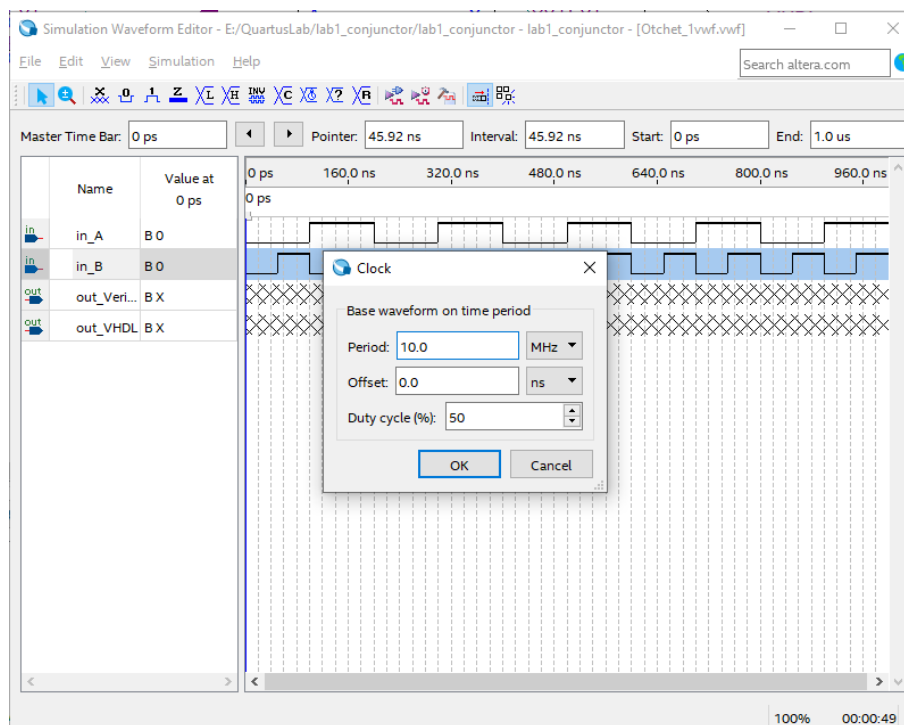 Simulation Waveform Editor - E:/QuartusLab/lab1_conjunctor/lab1_conjunctor - lab1_conjunctor - [Otchet_1vwf.vwf]
File Edit View Simulation Help
Search altera.com
Master Time Bar: 0 ps Pointer: 45.92 ns Interval: 45.92 ns Start: 0 ps End: 1.0 us
Name Value at 0 ps
0 ps 160.0 ns 320.0 ns 480.0 ns 640.0 ns 800.0 ns 960.0 ns
0 ps
in in_A B 0
in in_B B 0
out out_Veri... B X
out out_VHDL B X
Clock
Base waveform on time period
Period: 10.0 MHz
Offset: 0.0 ns
Duty cycle (%): 50
OK Cancel
100% 00:00:49